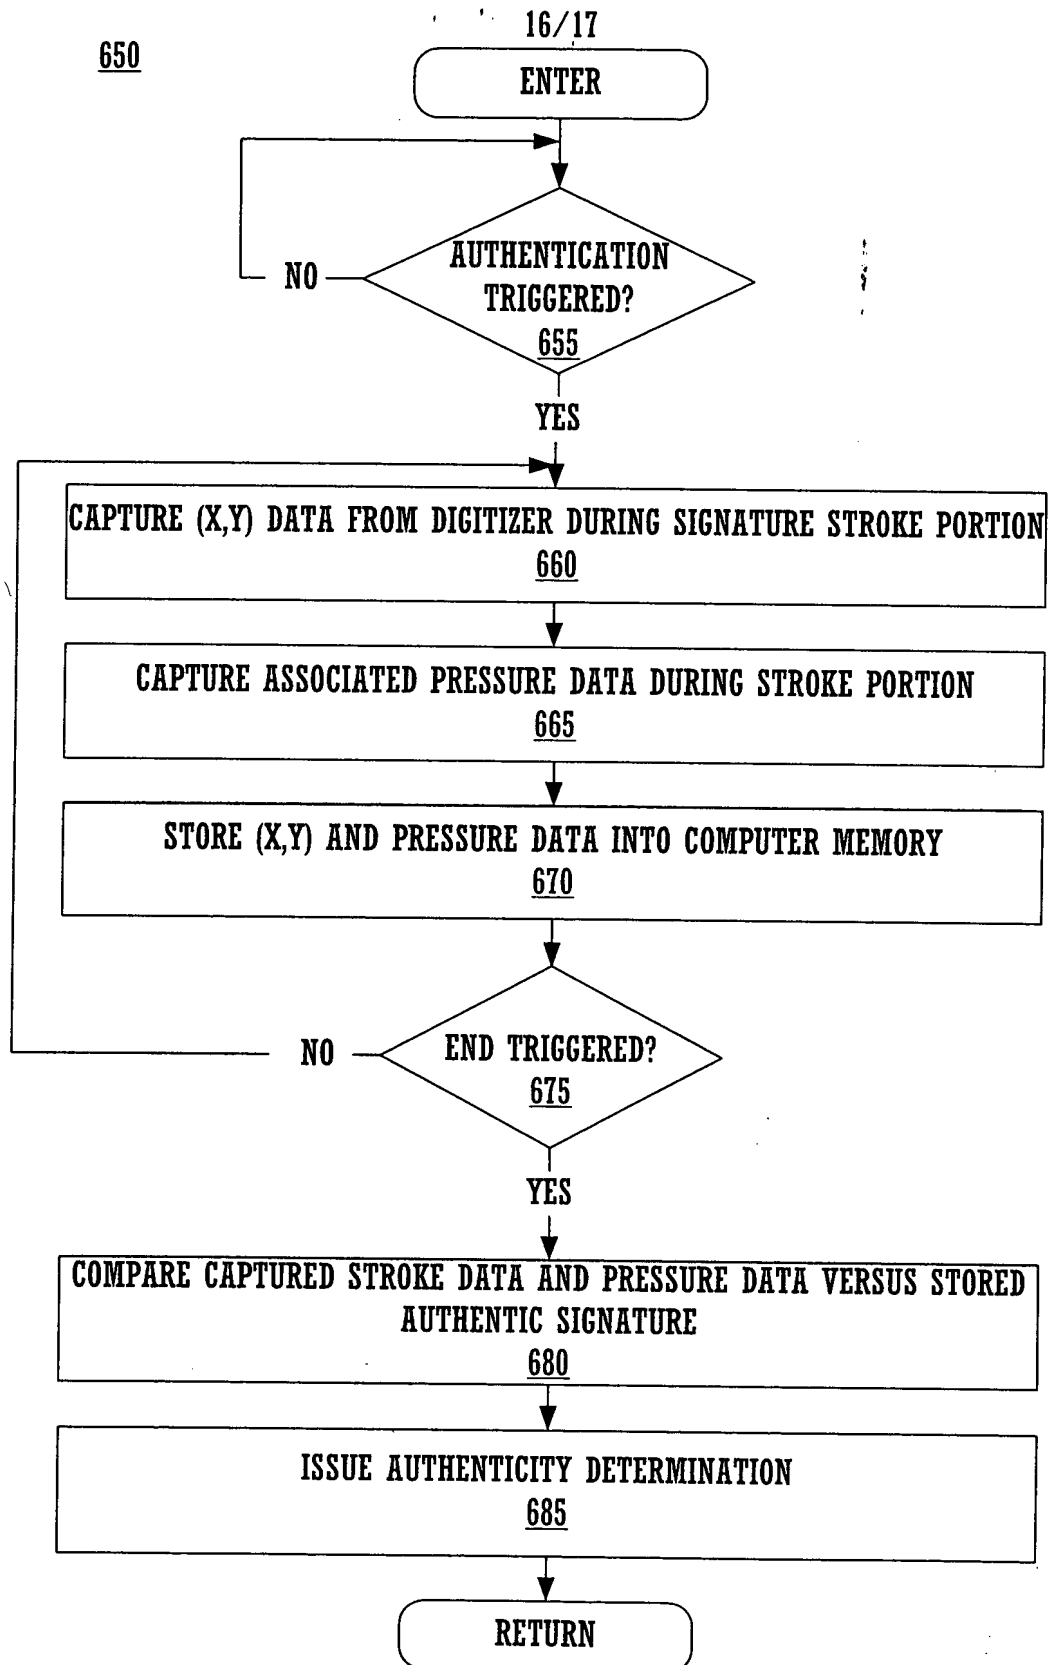 16/17
650
ENTER
AUTHENTICATION
TRIGGERED?
655
NO
YES
CAPTURE (X,Y) DATA FROM DIGITIZER DURING SIGNATURE STROKE PORTION
660
CAPTURE ASSOCIATED PRESSURE DATA DURING STROKE PORTION
665
STORE (X,Y) AND PRESSURE DATA INTO COMPUTER MEMORY
670
END TRIGGERED?
675
NO
YES
COMPARE CAPTURED STROKE DATA AND PRESSURE DATA VERSUS STORED
AUTHENTIC SIGNATURE
680
ISSUE AUTHENTICITY DETERMINATION
685
RETURN